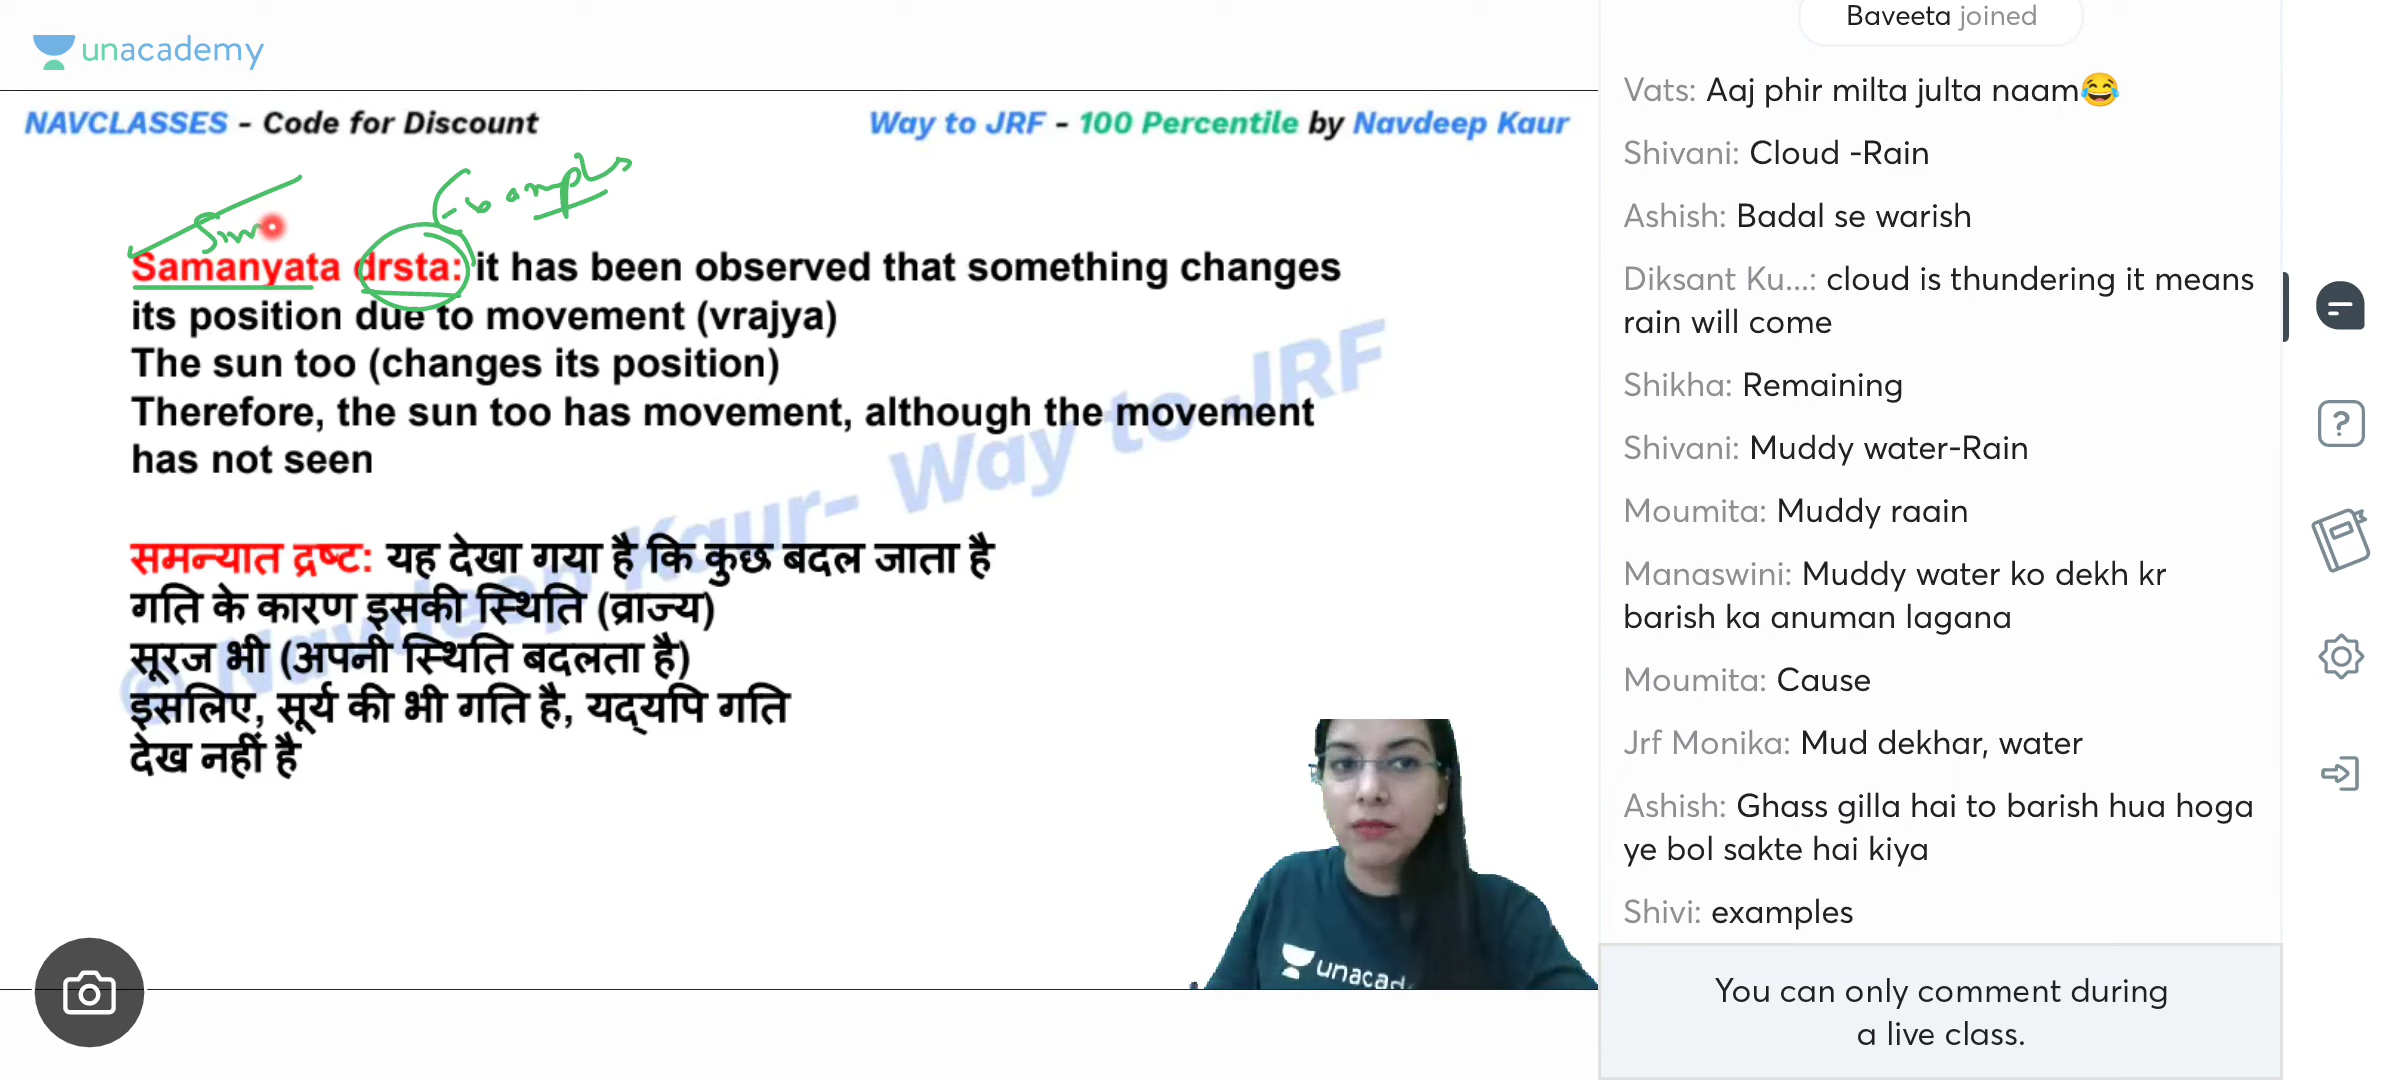 unacademy
NAVCLASSES - Code for Discount
Way to JRF - 100 Percentile by Navdeep Kaur
Examples
Sim
Samanyata drsta: it has been observed that something changes
its position due to movement (vrajya)
The sun too (changes its position)
Therefore, the sun too has movement, although the movement
has not seen
समन्यात द्रष्ट: यह देखा गया है कि कुछ बदल जाता है
गति के कारण इसकी स्थिति (व्राज्य)
सूरज भी (अपनी स्थिति बदलता है)
इसलिए, सूर्य की भी गति है, यद्यपि गति
देख नहीं है
© Navdeep Kaur- Way to JRF
unacad
Baveeta joined
Vats: Aaj phir milta julta naam😂
Shivani: Cloud -Rain
Ashish: Badal se warish
Diksant Ku...: cloud is thundering it means
rain will come
Shikha: Remaining
Shivani: Muddy water-Rain
Moumita: Muddy raain
Manaswini: Muddy water ko dekh kr
barish ka anuman lagana
Moumita: Cause
Jrf Monika: Mud dekhar, water
Ashish: Ghass gilla hai to barish hua hoga
ye bol sakte hai kiya
Shivi: examples
You can only comment during
a live class.